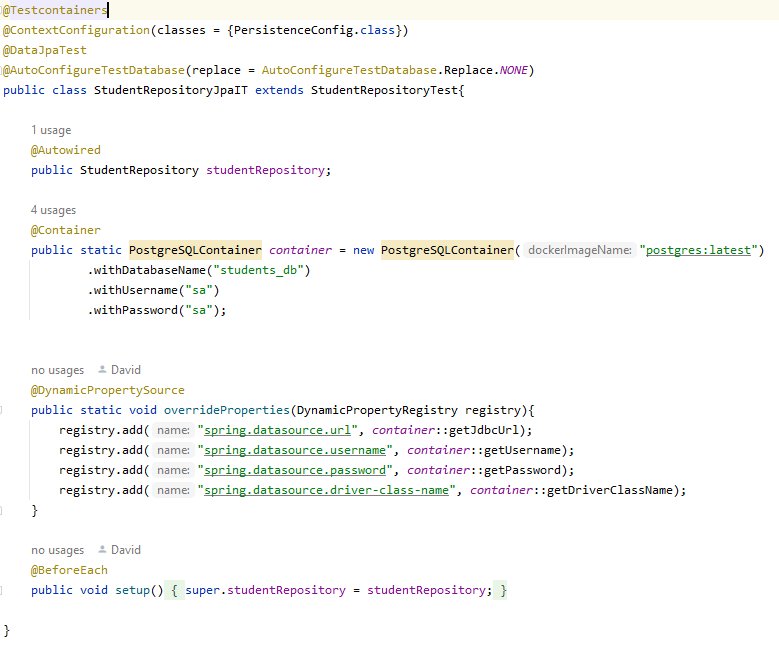 @Testcontainers
@ContextConfiguration(classes = {PersistenceConfig.class})
@DataJpaTest
@AutoConfigureTestDatabase(replace = AutoConfigureTestDatabase.Replace.NONE)
public class StudentRepositoryJpaIT extends StudentRepositoryTest{
1 usage
@Autowired
public StudentRepository studentRepository;
4 usages
@Container
public static PostgreSQLContainer container = new PostgreSQLContainer( dockerImageName: "postgres:latest")
.withDatabaseName("students_db")
.withUsername("sa")
.withPassword("sa");
no usages David
@DynamicPropertySource
public static void overrideProperties(DynamicPropertyRegistry registry){
registry.add( name: "spring.datasource.url", container::getJdbcUrl);
registry.add( name: "spring.datasource.username", container::getUsername);
registry.add( name: "spring.datasource.password", container::getPassword);
registry.add( name: "spring.datasource.driver-class-name", container::getDriverClassName);
}
no usages David
@BeforeEach
public void setup() { super.studentRepository = studentRepository; }
}